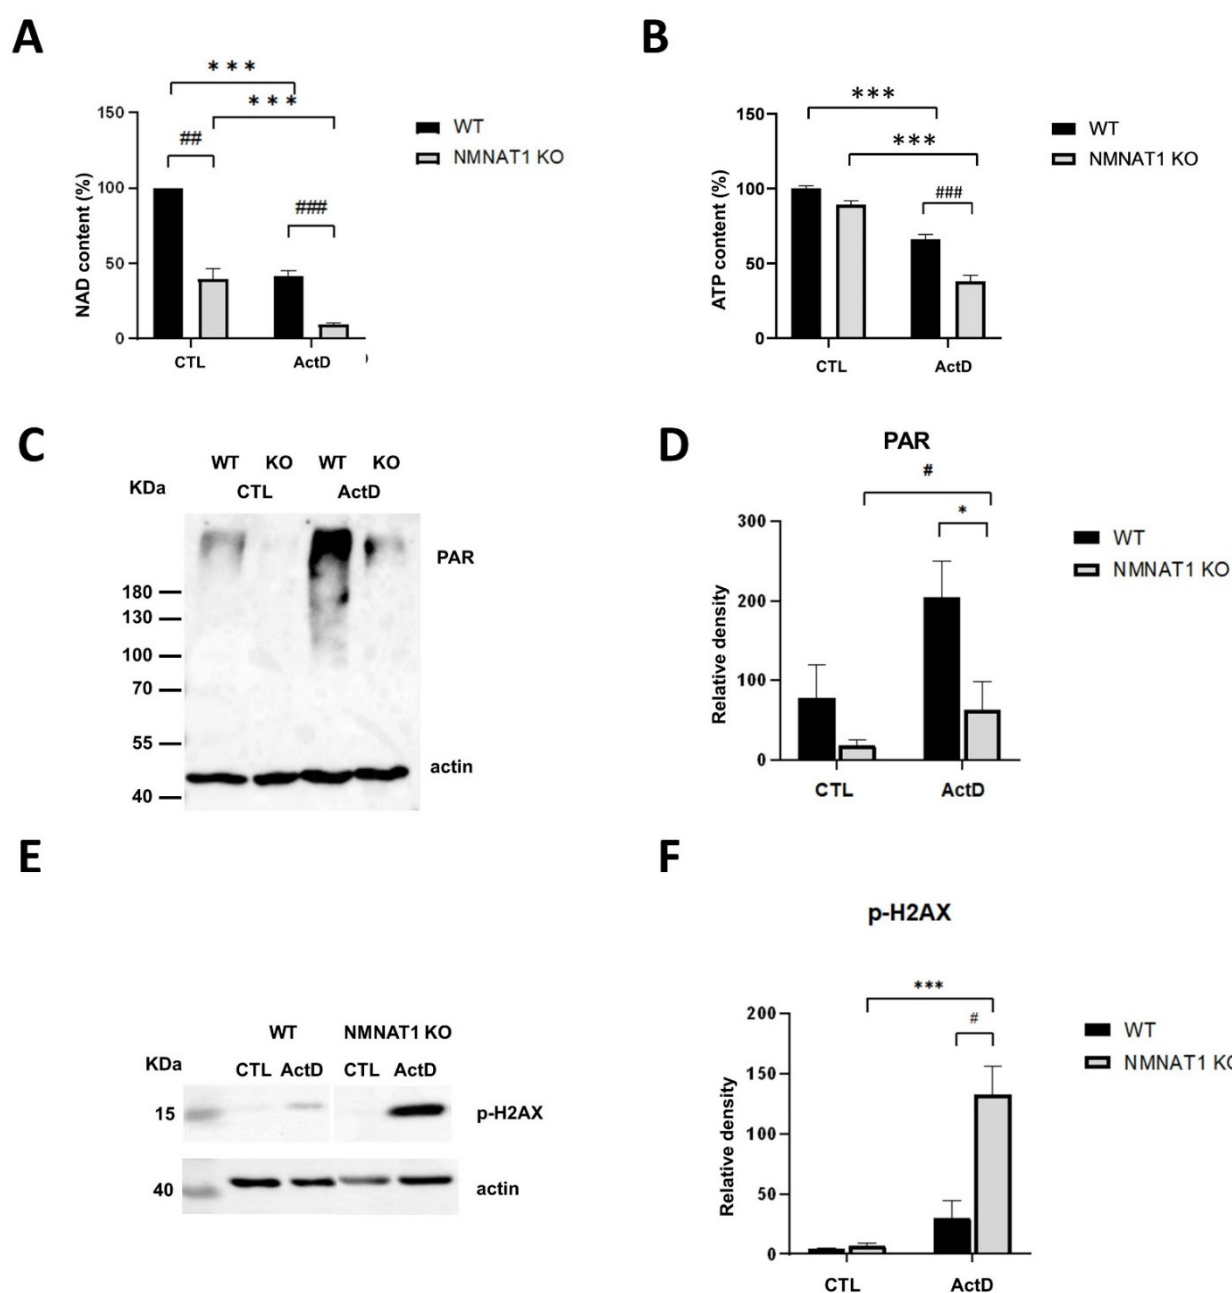 A
***
***
##
###
150
100
50
0
NAD content (%)
CTL
ActD
WT
NMNAT1 KO
B
***
***
###
150
100
50
0
ATP content (%)
CTL
ActD
WT
NMNAT1 KO
C
WT KO WT KO
KDa CTL ActD
PAR
180
130
100
70
55
actin
40
D
PAR
#
*
300
200
100
0
Relative density
CTL
ActD
WT
NMNAT1 KO
E
WT NMNAT1 KO
KDa CTL ActD CTL ActD
15 p-H2AX
40 actin
F
p-H2AX
***
#
200
150
100
50
0
Relative density
CTL
ActD
WT
NMNAT1 KO